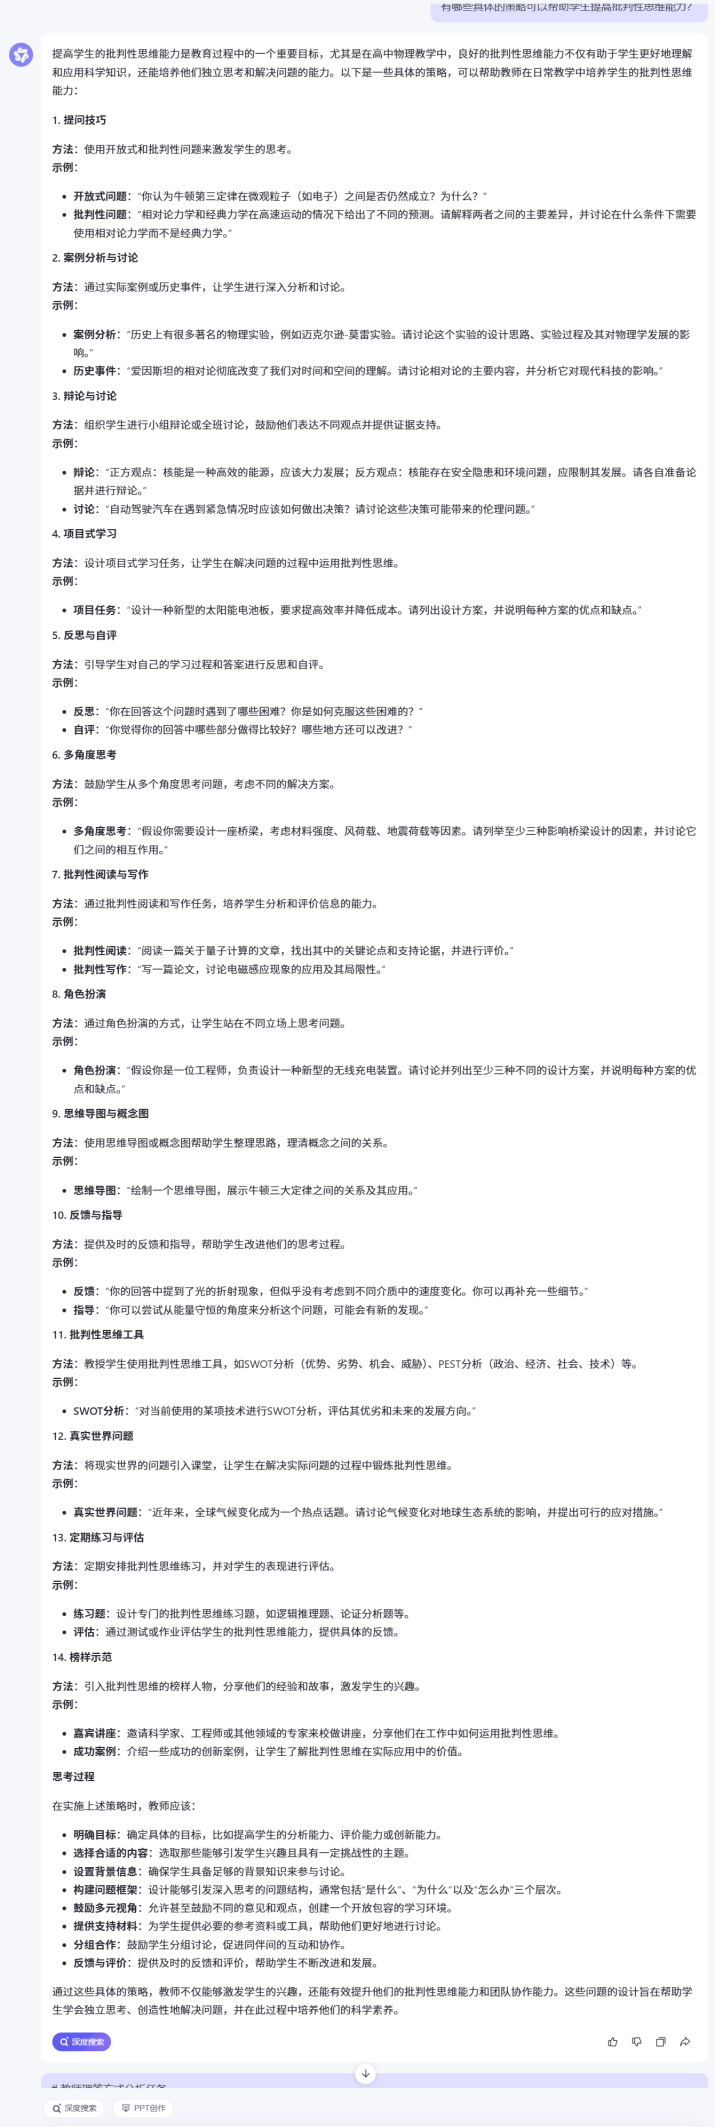 有哪些具体的策略可以帮助学生提高批判性思维能力?
提高学生的批判性思维能力是教育过程中的一个重要目标，尤其是在高中物理教学中，良好的批判性思维能力不仅有助于学生更好地理解
和应用科学知识，还能培养他们独立思考和解决问题的能力。以下是一些具体的策略，可以帮助教师在日常教学中培养学生的批判性思维
能力：
1. 提问技巧
方法：使用开放式和批判性问题来激发学生的思考。
示例：
• 开放式问题：“你认为牛顿第三定律在微观粒子（如电子）之间是否仍然成立？为什么？”
• 批判性问题：“相对论力学和经典力学在高速运动的情况下给出了不同的预测。请解释两者之间的主要差异，并讨论在什么条件下需要
使用相对论力学而不是经典力学。”
2. 案例分析与讨论
方法：通过实际案例或历史事件，让学生进行深入分析和讨论。
示例：
• 案例分析：“历史上有很多著名的物理实验，例如迈克尔逊-莫雷实验。请讨论这个实验的设计思路、实验过程及其对物理学发展的影
响。”
• 历史事件：“爱因斯坦的相对论彻底改变了我们对时间和空间的理解。请讨论相对论的主要内容，并分析它对现代科技的影响。”
3. 辩论与讨论
方法：组织学生进行小组辩论或全班讨论，鼓励他们表达不同观点并提供证据支持。
示例：
• 辩论：“正方观点：核能是一种高效的能源，应该大力发展；反方观点：核能存在安全隐患和环境问题，应限制其发展。请各自准备论
据并进行辩论。”
• 讨论：“自动驾驶汽车在遇到紧急情况时应该如何做出决策？请讨论这些决策可能带来的伦理问题。”
4. 项目式学习
方法：设计项目式学习任务，让学生在解决问题的过程中运用批判性思维。
示例：
• 项目任务：“设计一种新型的太阳能电池板，要求提高效率并降低成本。请列出设计方案，并说明每种方案的优点和缺点。”
5. 反思与自评
方法：引导学生对自己的学习过程和答案进行反思和自评。
示例：
• 反思：“你在回答这个问题时遇到了哪些困难？你是如何克服这些困难的？”
• 自评：“你觉得你的回答中哪些部分做得比较好？哪些地方还可以改进？”
6. 多角度思考
方法：鼓励学生从多个角度思考问题，考虑不同的解决方案。
示例：
• 多角度思考：“假设你需要设计一座桥梁，考虑材料强度、风荷载、地震荷载等因素。请列举至少三种影响桥梁设计的因素，并讨论它
们之间的相互作用。”
7. 批判性阅读与写作
方法：通过批判性阅读和写作任务，培养学生分析和评价信息的能力。
示例：
• 批判性阅读：“阅读一篇关于量子计算的文章，找出其中的关键论点和支持论据，并进行评价。”
• 批判性写作：“写一篇论文，讨论电磁感应现象的应用及其局限性。”
8. 角色扮演
方法：通过角色扮演的方式，让学生站在不同立场上思考问题。
示例：
• 角色扮演：“假设你是一位工程师，负责设计一种新型的无线充电装置。请讨论并列出至少三种不同的设计方案，并说明每种方案的优
点和缺点。”
9. 思维导图与概念图
方法：使用思维导图或概念图帮助学生整理思路，理清概念之间的关系。
示例：
• 思维导图：“绘制一个思维导图，展示牛顿三大定律之间的关系及其应用。”
10. 反馈与指导
方法：提供及时的反馈和指导，帮助学生改进他们的思考过程。
示例：
• 反馈：“你的回答中提到了光的折射现象，但似乎没有考虑到不同介质中的速度变化。你可以再补充一些细节。”
• 指导：“你可以尝试从能量守恒的角度来分析这个问题，可能会有新的发现。”
11. 批判性思维工具
方法：教授学生使用批判性思维工具，如SWOT分析（优势、劣势、机会、威胁）、PEST分析（政治、经济、社会、技术）等。
示例：
• SWOT分析：“对当前使用的某项技术进行SWOT分析，评估其优劣和未来的发展方向。”
12. 真实世界问题
方法：将现实世界的问题引入课堂，让学生在解决实际问题的过程中锻炼批判性思维。
示例：
• 真实世界问题：“近年来，全球气候变化成为一个热点话题。请讨论气候变化对地球生态系统的影响，并提出可行的应对措施。”
13. 定期练习与评估
方法：定期安排批判性思维练习，并对学生的表现进行评估。
示例：
• 练习题：设计专门的批判性思维练习题，如逻辑推理题、论证分析题等。
• 评估：通过测试或作业评估学生的批判性思维能力，提供具体的反馈。
14. 榜样示范
方法：引入批判性思维的榜样人物，分享他们的经验和故事，激发学生的兴趣。
示例：
• 嘉宾讲座：邀请科学家、工程师或其他领域的专家来校做讲座，分享他们在工作中如何运用批判性思维。
• 成功案例：介绍一些成功的创新案例，让学生了解批判性思维在实际应用中的价值。
思考过程
在实施上述策略时，教师应该：
• 明确目标：确定具体的目标，比如提高学生的分析能力、评价能力或创新能力。
• 选择合适的内容：选取那些能够引发学生兴趣且具有一定挑战性的主题。
• 设置背景信息：确保学生具备足够的背景知识来参与讨论。
• 构建问题框架：设计能够引发深入思考的问题结构，通常包括“是什么”、“为什么”以及“怎么办”三个层次。
• 鼓励多元视角：允许甚至鼓励不同的意见和观点，创建一个开放包容的学习环境。
• 提供支持材料：为学生提供必要的参考资料或工具，帮助他们更好地进行讨论。
• 分组合作：鼓励学生分组讨论，促进同伴间的互动和协作。
• 反馈与评价：提供及时的反馈和评价，帮助学生不断改进和发展。
通过这些具体的策略，教师不仅能够激发学生的兴趣，还能有效提升他们的批判性思维能力和团队协作能力。这些问题的设计旨在帮助学
生学会独立思考、创造性地解决问题，并在此过程中培养他们的科学素养。
深度搜索
# 教师理答方式分析任务
深度搜索 PPT创作